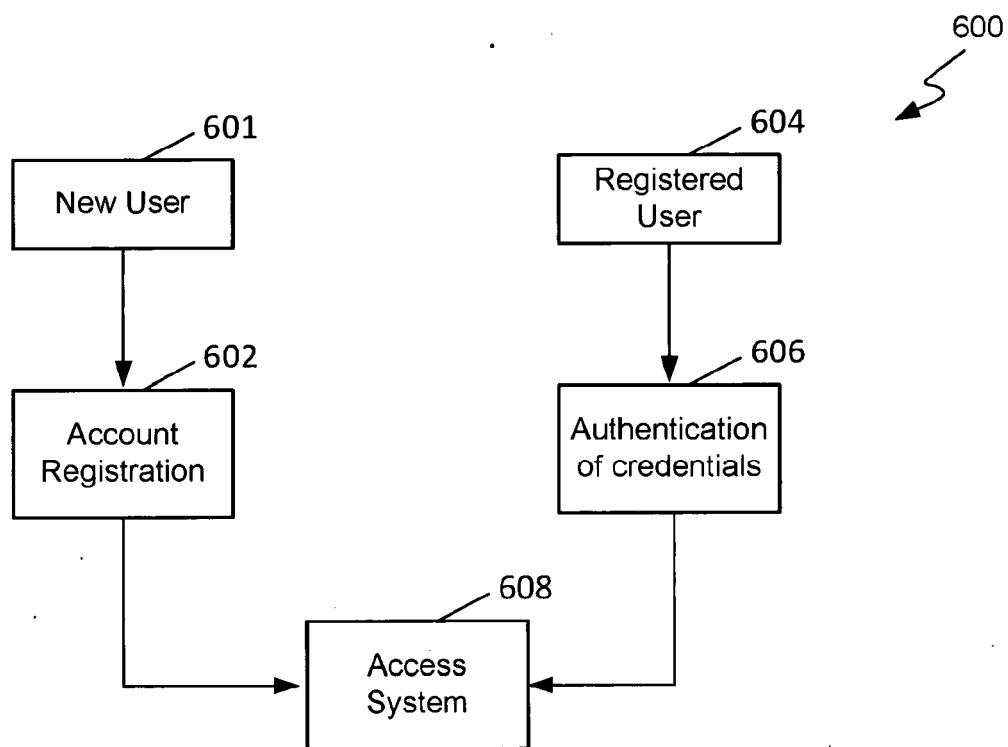 600
601
New User
604
Registered
User
602
Account
Registration
606
Authentication
of credentials
608
Access
System